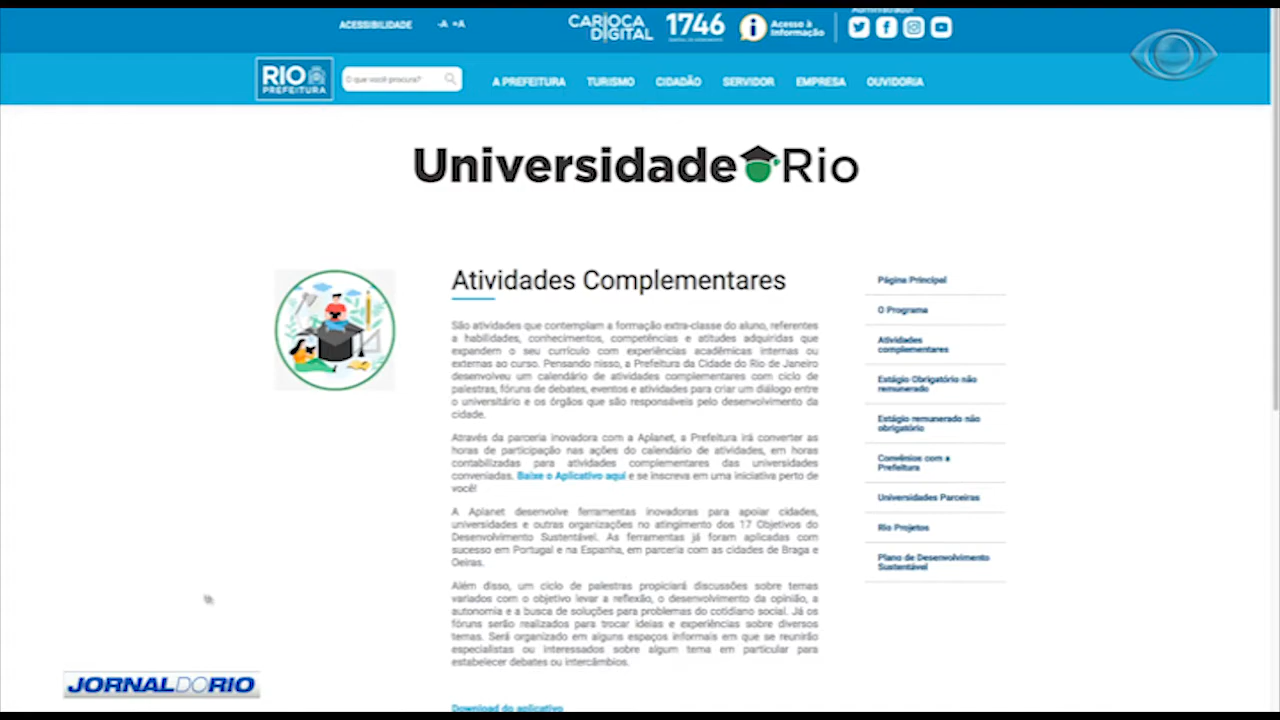 Administrador
ACESSIBILIDADE -A +A CARIOCA DIGITAL 1746 Acesso à Informação
RIO PREFEITURA O que você procura? A PREFEITURA TURISMO CIDADÃO SERVIDOR EMPRESA OUVIDORIA
Universidade Rio
Atividades Complementares
São atividades que contemplam a formação extra-classe do aluno, referentes
a habilidades, conhecimentos, competências e atitudes adquiridas que
expandem o seu currículo com experiências acadêmicas internas ou
externas ao curso. Pensando nisso, a Prefeitura da Cidade do Rio de Janeiro
desenvolveu um calendário de atividades complementares com ciclo de
palestras, fóruns de debates, eventos e atividades para criar um diálogo entre
o universitário e os órgãos que são responsáveis pelo desenvolvimento da
cidade.
Através da parceria inovadora com a Aplanet, a Prefeitura irá converter as
horas de participação nas ações do calendário de atividades, em horas
contabilizadas para atividades complementares das universidades
conveniadas. Baixe o Aplicativo aqui e se inscreva em uma iniciativa perto de
você!
A Aplanet desenvolve ferramentas inovadoras para apoiar cidades,
universidades e outras organizações no atingimento dos 17 Objetivos do
Desenvolvimento Sustentável. As ferramentas já foram aplicadas com
sucesso em Portugal e na Espanha, em parceria com as cidades de Braga e
Oeiras.
Além disso, um ciclo de palestras propiciará discussões sobre temas
variados com o objetivo levar a reflexão, o desenvolvimento da opinião, a
autonomia e a busca de soluções para problemas do cotidiano social. Já os
fóruns serão realizados para trocar ideias e experiências sobre diversos
temas. Será organizado em alguns espaços informais em que se reunirão
especialistas ou interessados sobre algum tema em particular para
estabelecer debates ou intercâmbios.
Download do aplicativo
Página Principal
O Programa
Atividades
complementares
Estágio Obrigatório não
remunerado
Estágio remunerado não
obrigatório
Convênios com a
Prefeitura
Universidades Parceiras
Rio Projetos
Plano de Desenvolvimento
Sustentável
JORNAL DO RIO